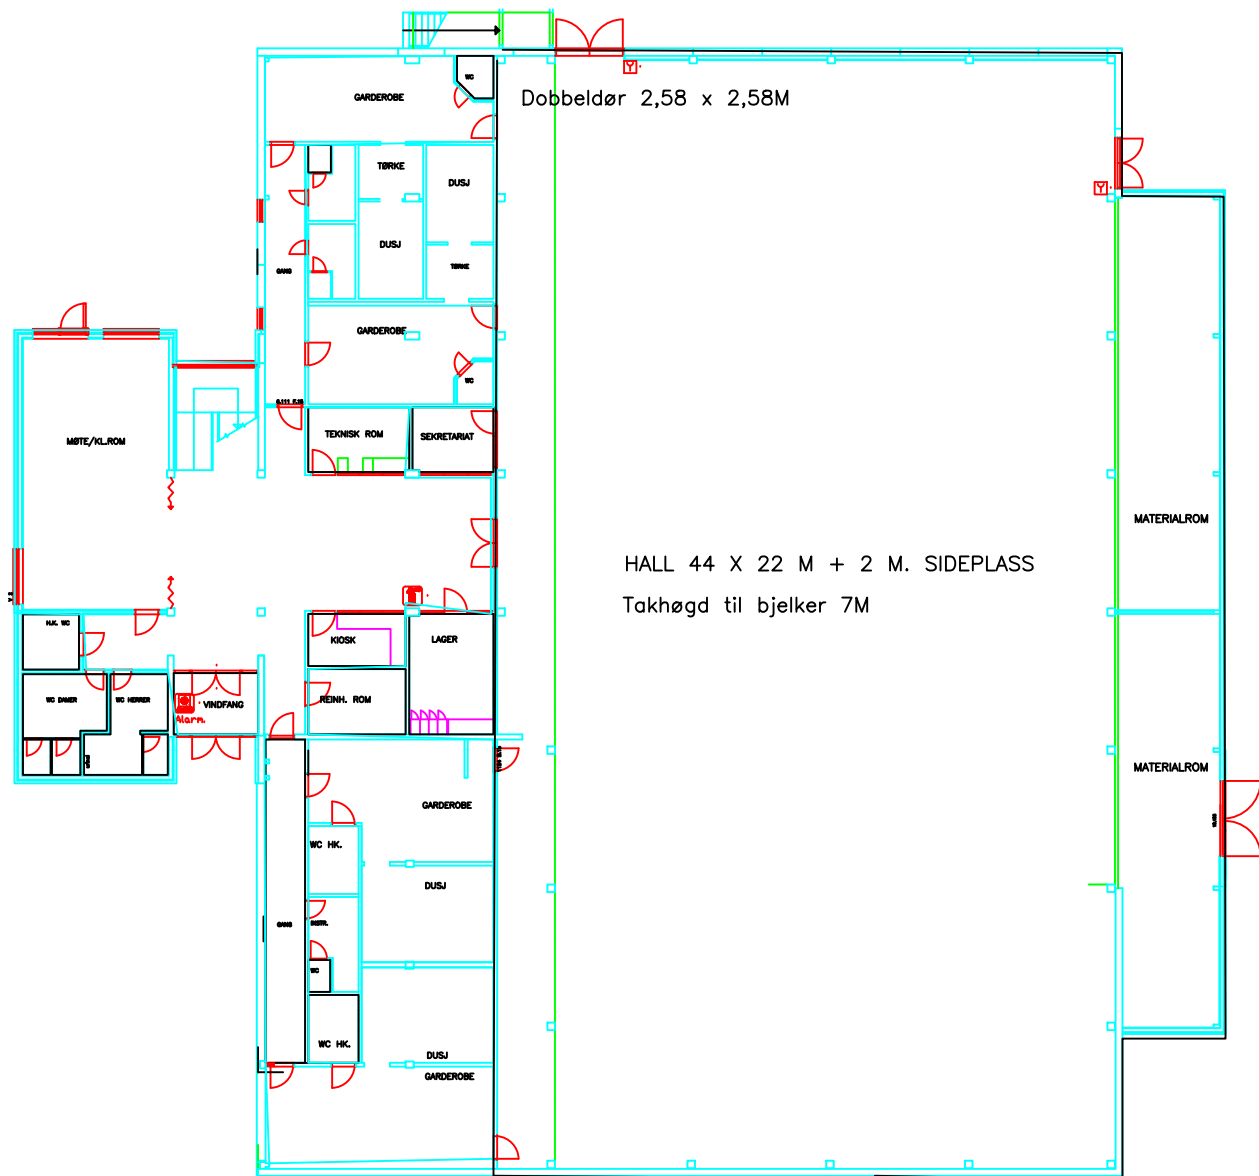 WC
GARDEROBE
Dobbeldør 2,58 x 2,58M
TØRKE
DUSJ
DUSJ
GANG
TØRKE
GARDEROBE
WC
TEKNISK ROM
SEKRETARIAT
MØTE/KL.ROM
MATERIALROM
HALL 44 X 22 M + 2 M. SIDEPLASS
Takhøgd til bjelker 7M
H.K. WC
KIOSK
LAGER
WC DAMER
WC HERRER
VINDFANG
REINH. ROM
Alarm.
MATERIALROM
GARDEROBE
WC HK.
DUSJ
GANG
INSTR.
WC
WC HK.
DUSJ
GARDEROBE